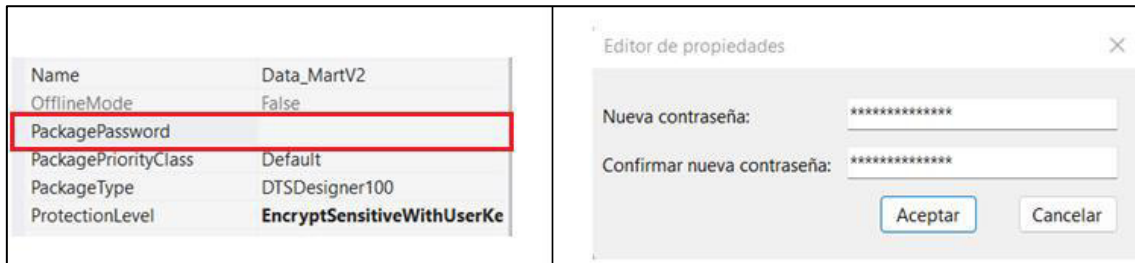 Name Data_MartV2
OfflineMode False
PackagePassword
PackagePriorityClass Default
PackageType DTSDesigner100
ProtectionLevel EncryptSensitiveWithUserKe
Editor de propiedades
Nueva contraseña: **************
Confirmar nueva contraseña: **************
Aceptar Cancelar